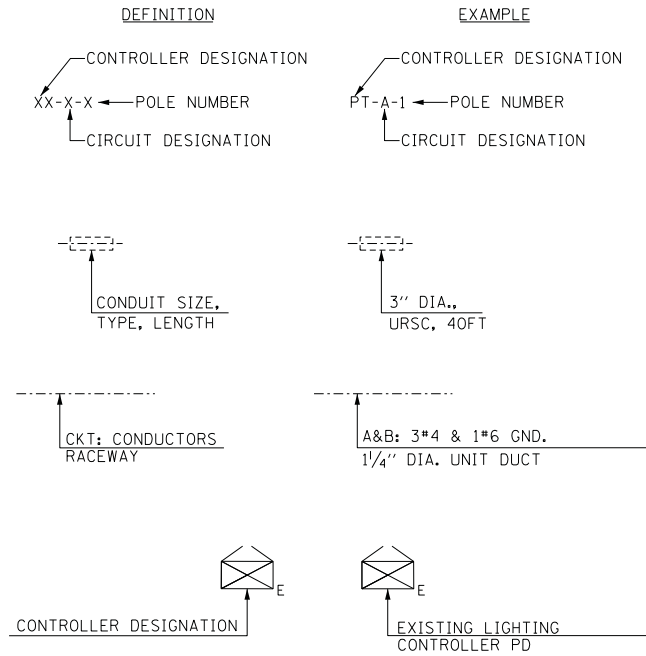 DEFINITION
EXAMPLE
CONTROLLER DESIGNATION
XX-X-X
POLE NUMBER
CIRCUIT DESIGNATION
CONTROLLER DESIGNATION
PT-A-1
POLE NUMBER
CIRCUIT DESIGNATION
CONDUIT SIZE,
TYPE, LENGTH
3'' DIA.,
URSC, 40FT
CKT: CONDUCTORS
RACEWAY
A&B: 3#4 & 1#6 GND.
1 1/4'' DIA. UNIT DUCT
E
CONTROLLER DESIGNATION
E
EXISTING LIGHTING
CONTROLLER PD